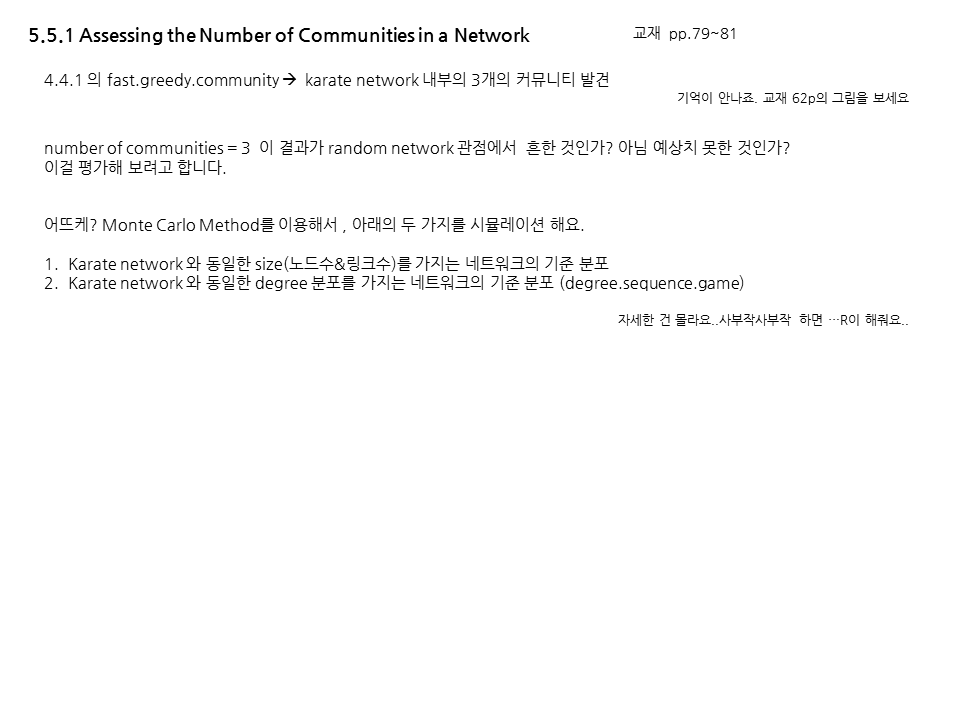 5.5.1 Assessing the Number of Communities in a Network
교재 pp.79~81
4.4.1 의 fast.greedy.community → karate network 내부의 3개의 커뮤니티 발견
기억이 안나죠. 교재 62p의 그림을 보세요
number of communities = 3 이 결과가 random network 관점에서 흔한 것인가? 아님 예상치 못한 것인가?
이걸 평가해 보려고 합니다.
어뜨케? Monte Carlo Method를 이용해서 , 아래의 두 가지를 시뮬레이션 해요.
1. Karate network 와 동일한 size(노드수&링크수)를 가지는 네트워크의 기준 분포
2. Karate network 와 동일한 degree 분포를 가지는 네트워크의 기준 분포 (degree.sequence.game)
자세한 건 몰라요..사부작사부작 하면 …R이 해줘요..